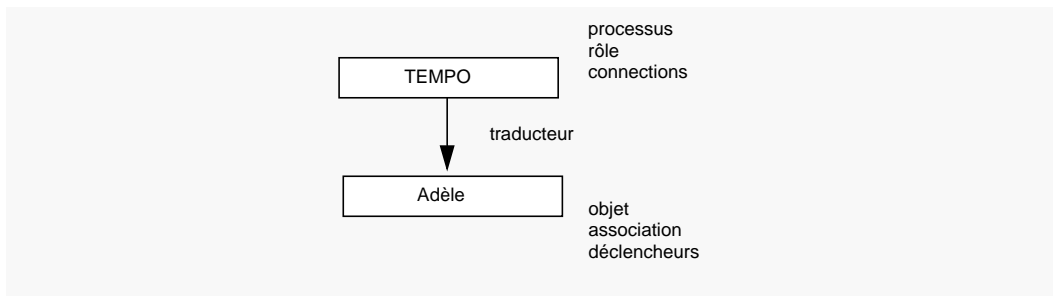 processus
rôle
connections
TEMPO
traducteur
Adèle
objet
association
déclencheurs